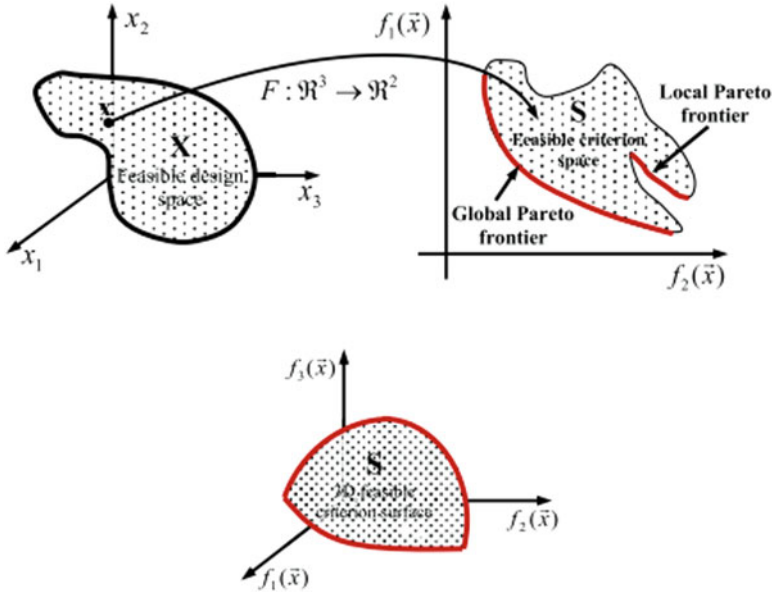 x₂
x
X
Feasible design
space
x₃
x₁
F : ℜ³ → ℜ²
f₁(x⃗)
S
Feasible criterion
space
Local Pareto
frontier
Global Pareto
frontier
f₂(x⃗)
f₃(x⃗)
S
3D feasible
criterion surface
f₂(x⃗)
f₁(x⃗)